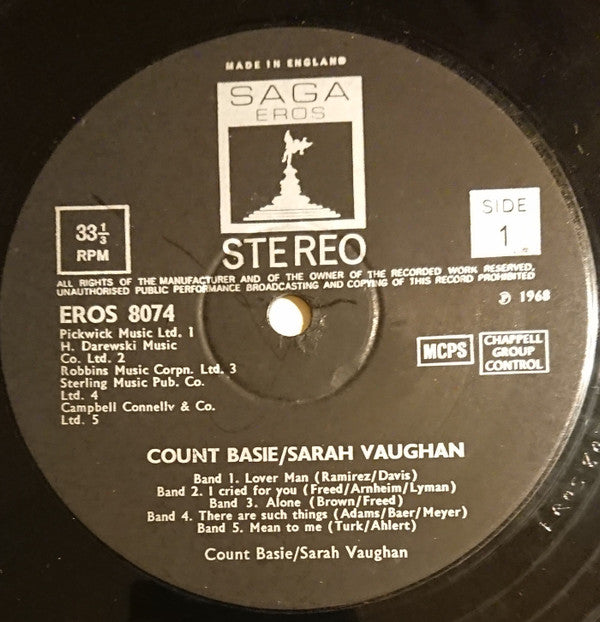 MADE IN ENGLAND
SAGA
EROS
33⅓
RPM
STEREO
SIDE
1
ALL RIGHTS OF THE MANUFACTURER AND OF THE OWNER OF THE RECORDED WORK RESERVED,
UNAUTHORISED PUBLIC PERFORMANCE BROADCASTING AND COPYING OF THIS RECORD PROHIBITED
EROS 8074
℗ 1968
Pickwick Music Ltd. 1
H. Darewski Music
Co. Ltd. 2
Robbins Music Corpn. Ltd. 3
Sterling Music Pub. Co.
Ltd. 4
Campbell Connelly & Co.
Ltd. 5
MCPS
CHAPPELL
GROUP
CONTROL
COUNT BASIE/SARAH VAUGHAN
Band 1. Lover Man (Ramirez/Davis)
Band 2. I cried for you (Freed/Arnheim/Lyman)
Band 3. Alone (Brown/Freed)
Band 4. There are such things (Adams/Baer/Meyer)
Band 5. Mean to me (Turk/Ahlert)
Count Basie/Sarah Vaughan